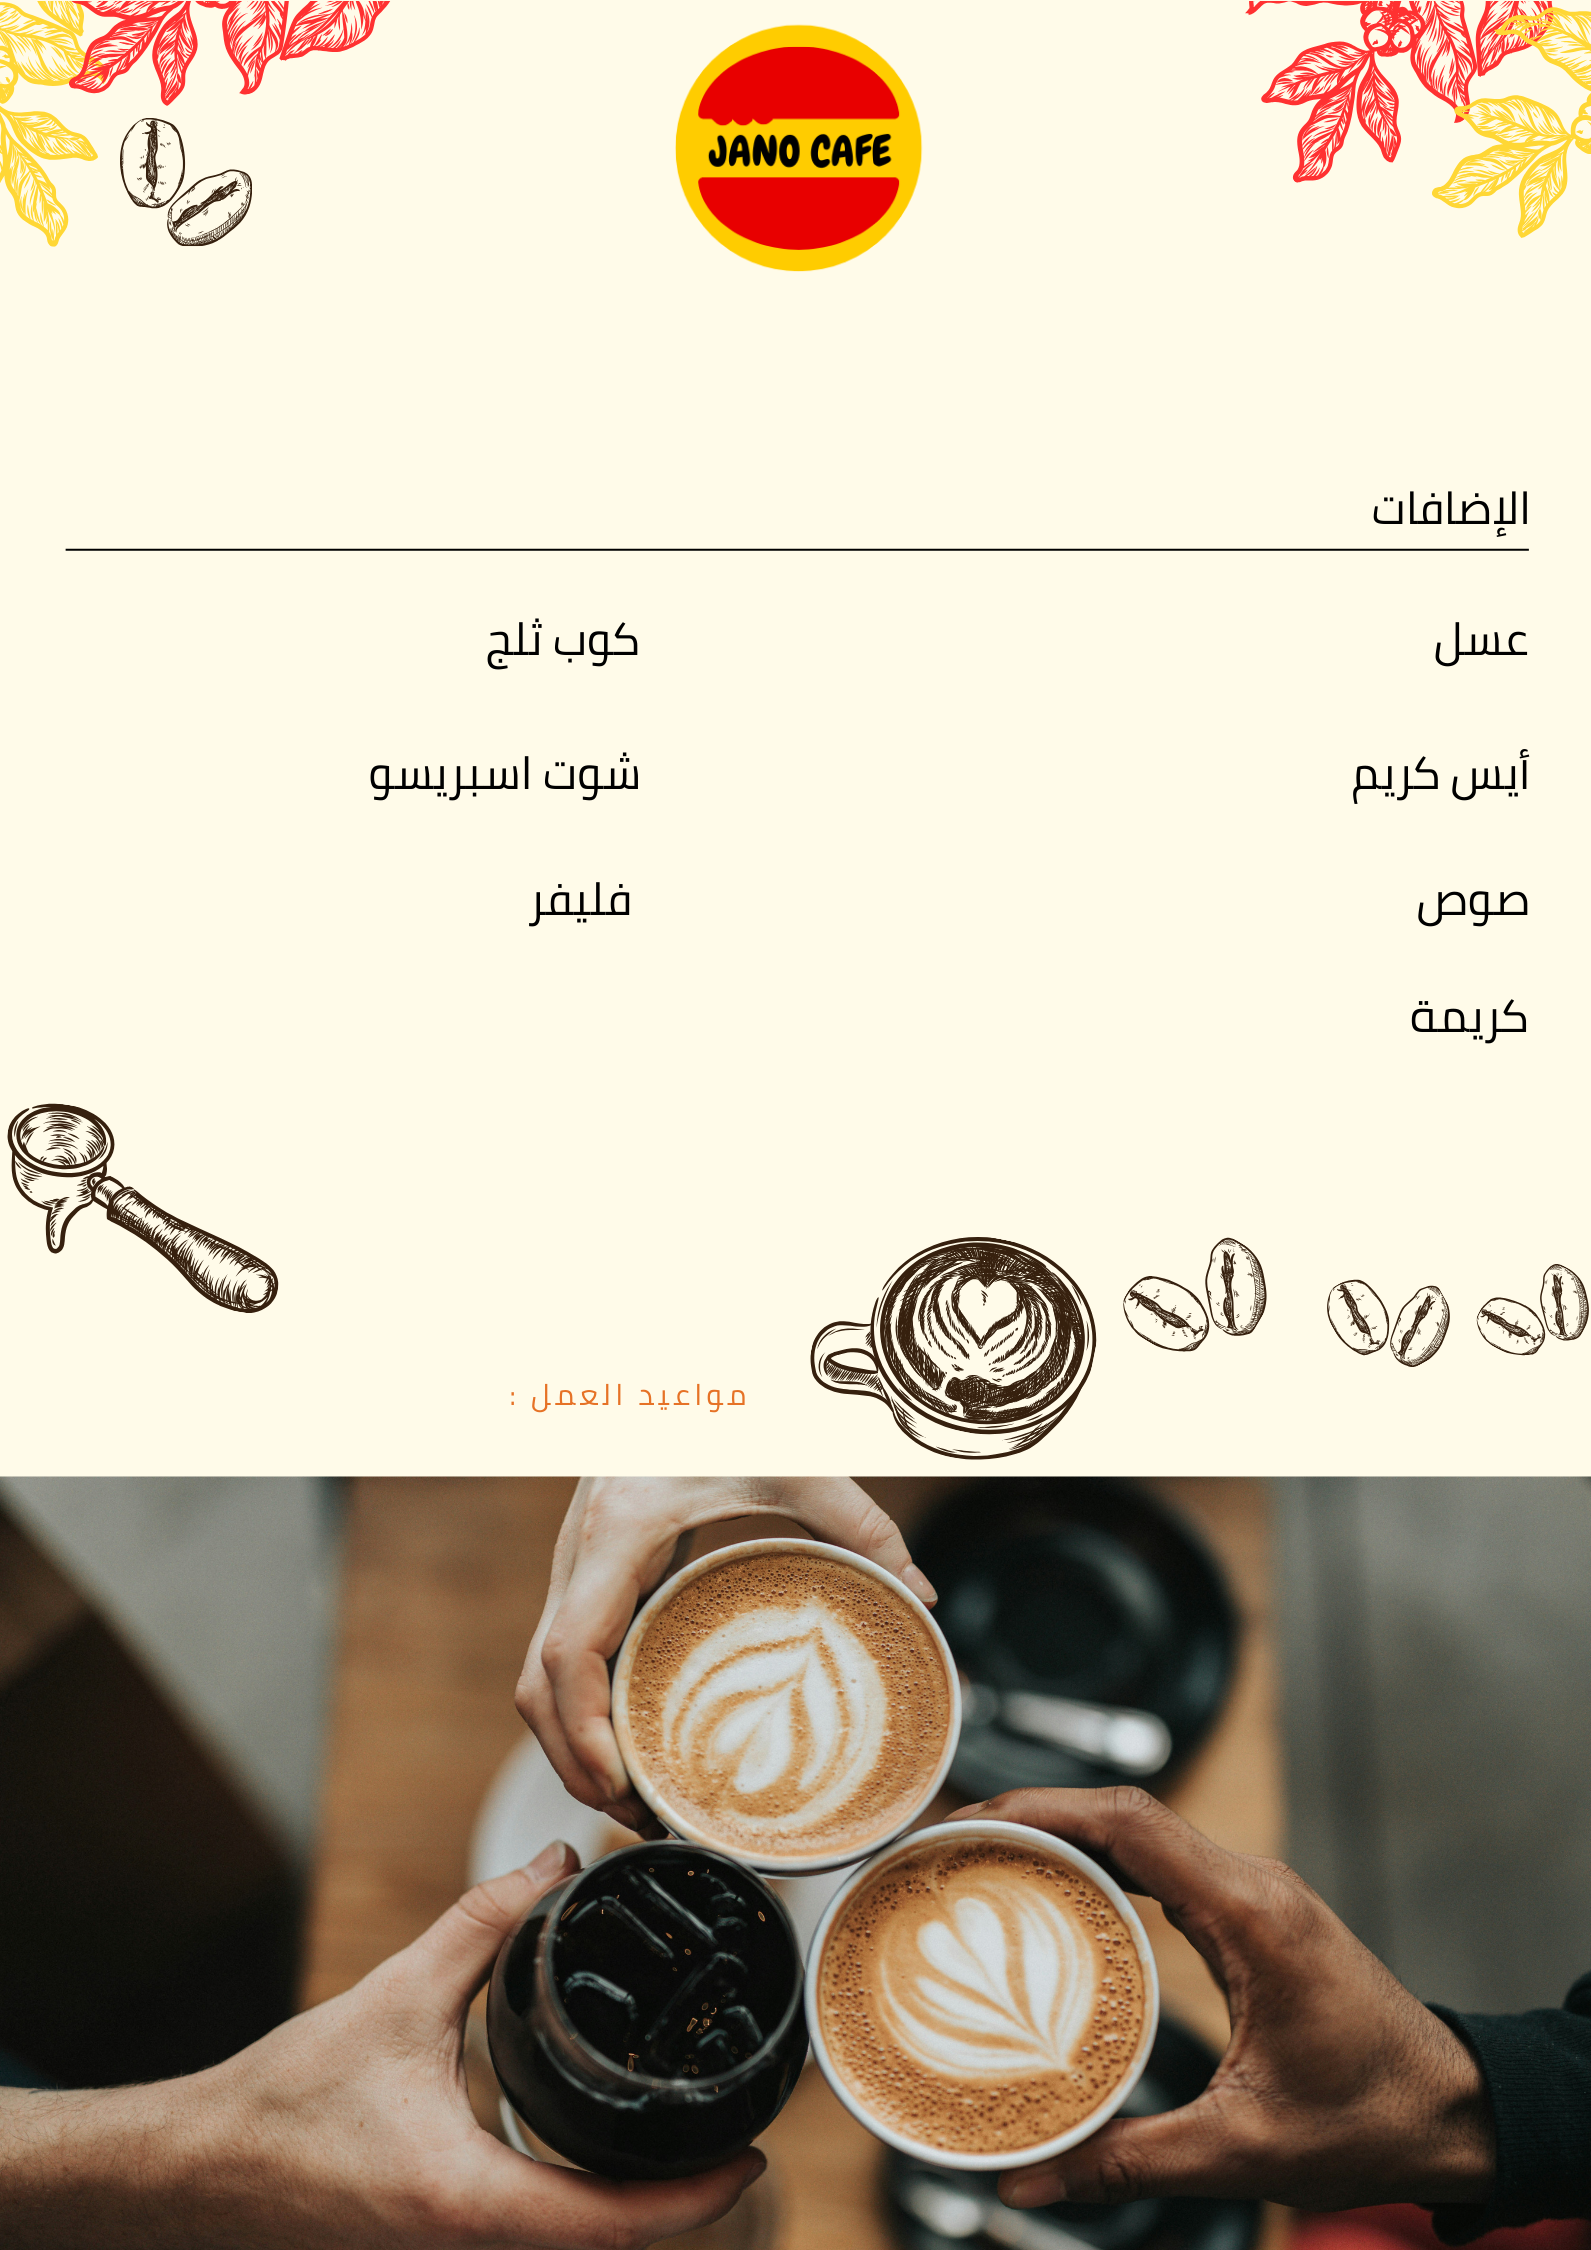 JANO CAFE
الإضافات
عسل
كوب ثلج
أيس كريم
شوت اسبريسو
صوص
فليفر
كريمة
مواعيد العمل :